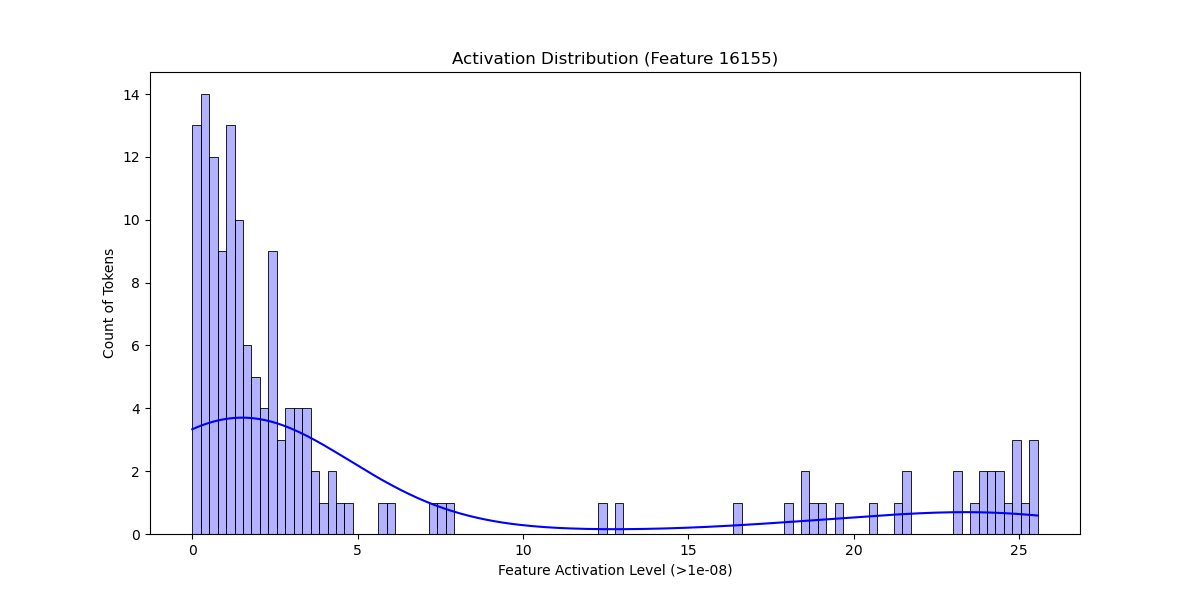 Activation Distribution (Feature 16155)
14
12
10
8
6
4
2
0
Count of Tokens
0 5 10 15 20 25
Feature Activation Level (>1e-08)